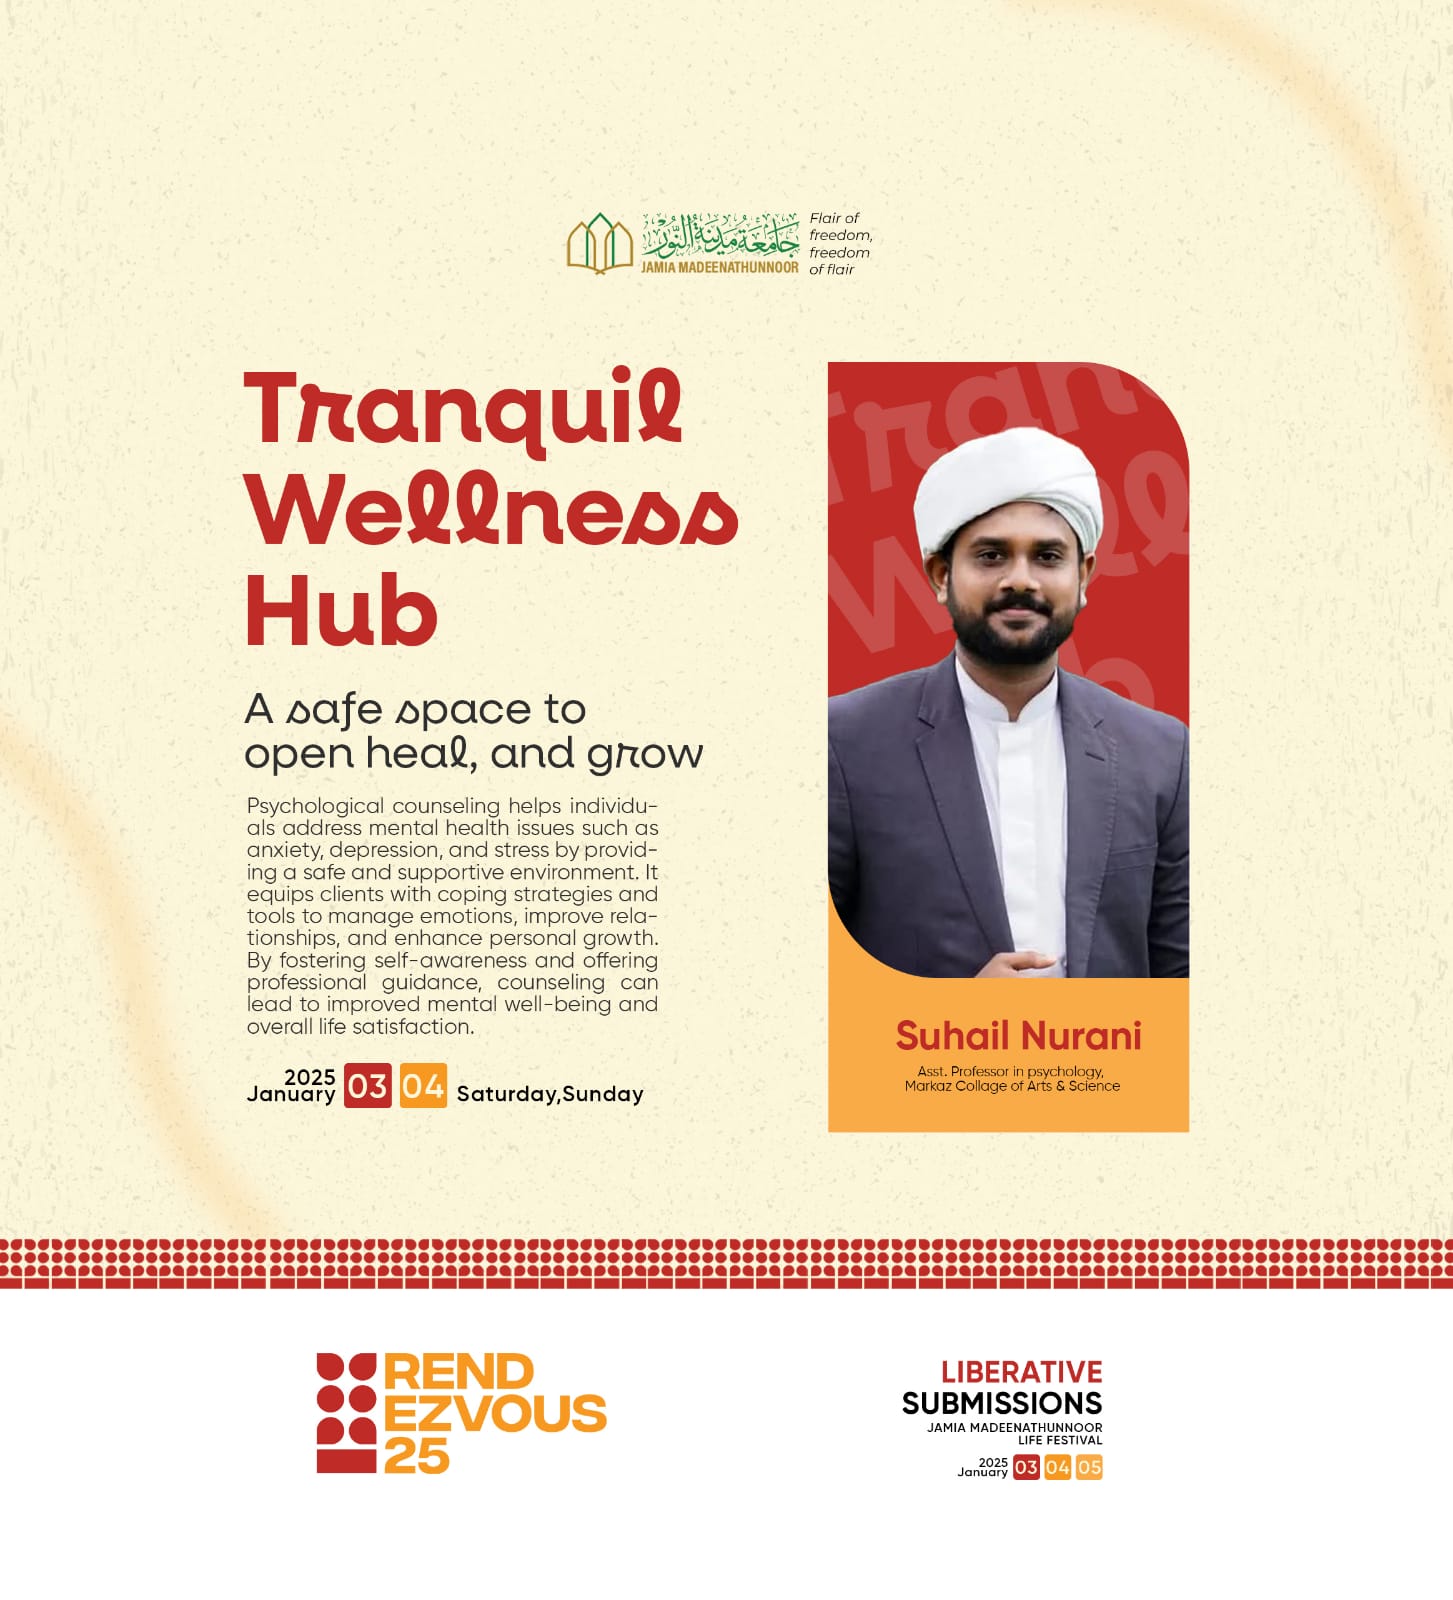 جامعة مدينة النور
JAMIA MADEENATHUNNOOR
Flair of
freedom,
freedom
of flair
Tranquil
Wellness
Hub
A safe space to
open heal, and grow
Psychological counseling helps individu-
als address mental health issues such as
anxiety, depression, and stress by provid-
ing a safe and supportive environment. It
equips clients with coping strategies and
tools to manage emotions, improve rela-
tionships, and enhance personal growth.
By fostering self-awareness and offering
professional guidance, counseling can
lead to improved mental well-being and
overall life satisfaction.
2025
January 03 04 Saturday,Sunday
Suhail Nurani
Asst. Professor in psychology,
Markaz Collage of Arts & Science
REND
EZVOUS
25
LIBERATIVE
SUBMISSIONS
JAMIA MADEENATHUNNOOR
LIFE FESTIVAL
2025
January 03 04 05